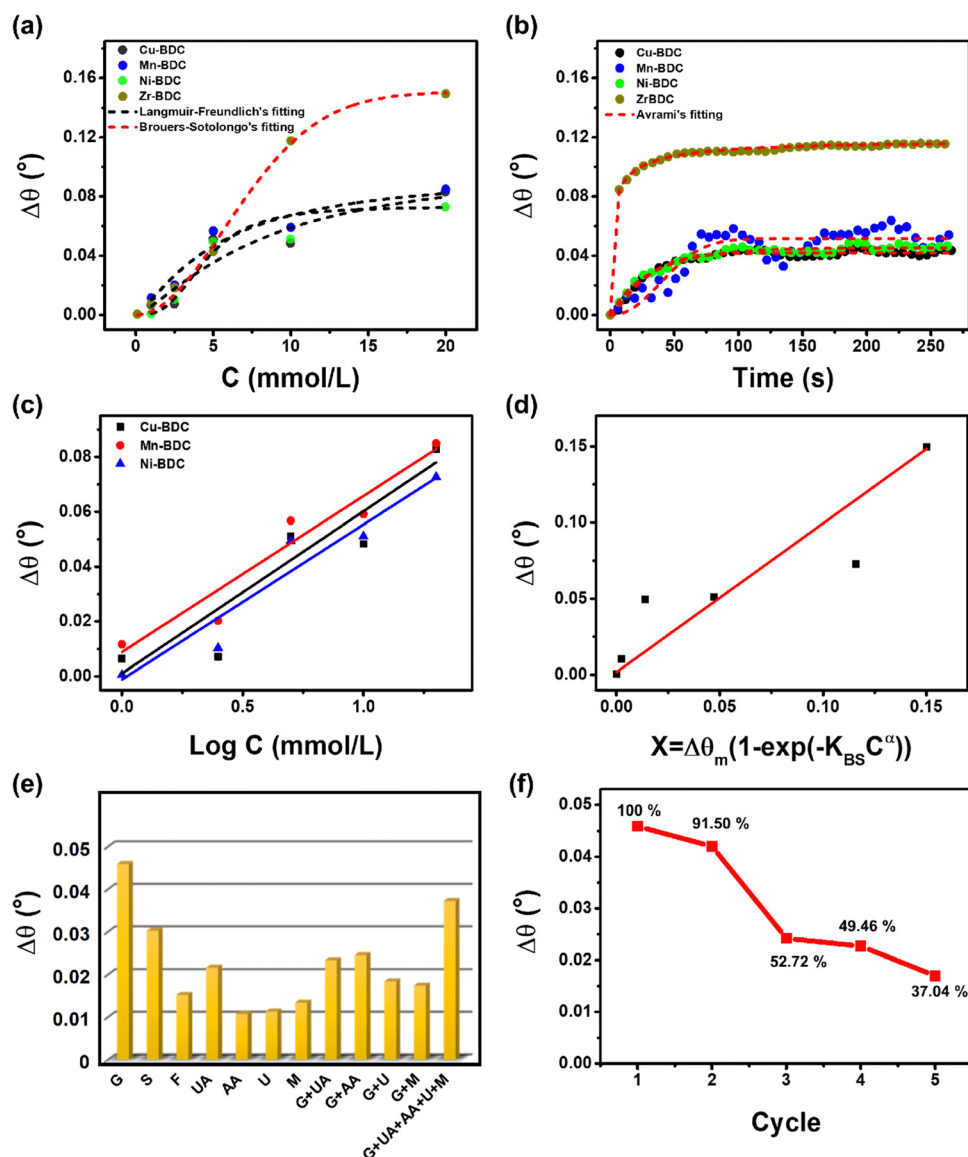 (a)
Cu-BDC
Mn-BDC
Ni-BDC
Zr-BDC
Langmuir-Freundlich's fitting
Brouers-Sotolongo's fitting
0.16
0.12
0.08
0.04
0.00
Δθ (°)
0 5 10 15 20
C (mmol/L)
(b)
Cu-BDC
Mn-BDC
Ni-BDC
ZrBDC
Avrami's fitting
0.16
0.12
0.08
0.04
0.00
Δθ (°)
0 50 100 150 200 250
Time (s)
(c)
Cu-BDC
Mn-BDC
Ni-BDC
0.08
0.06
0.04
0.02
0.00
Δθ (°)
0.0 0.5 1.0
Log C (mmol/L)
(d)
0.15
0.10
0.05
0.00
Δθ (°)
0.00 0.05 0.10 0.15
X=Δθm(1-exp(-KBSCα))
(e)
0.05
0.04
0.03
0.02
0.01
0
Δθ (°)
G S F UA AA U M G+UA G+AA G+U G+M G+UA+AA+U+M
(f)
0.05
0.04
0.03
0.02
0.01
0.00
Δθ (°)
100 %
91.50 %
52.72 %
49.46 %
37.04 %
1 2 3 4 5
Cycle